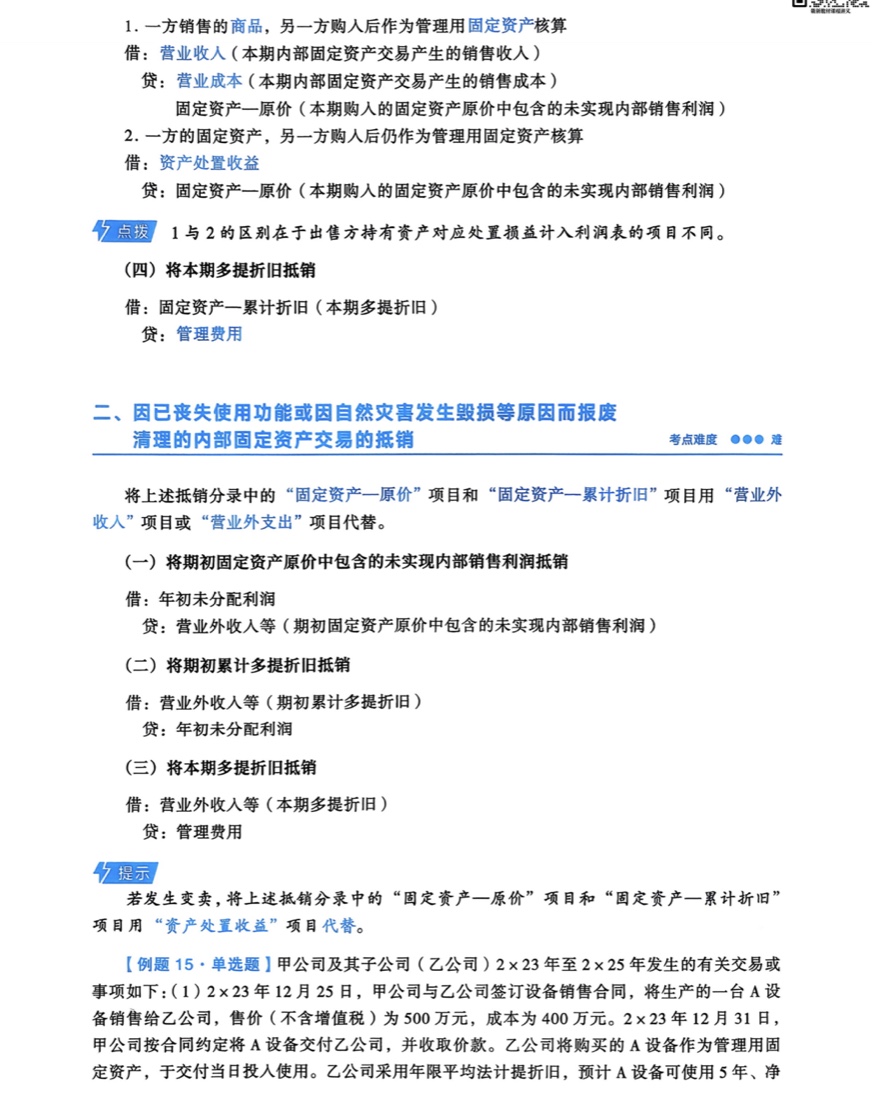 最新教材课程讲义
1. 一方销售的商品，另一方购入后作为管理用固定资产核算
借：营业收入（本期内部固定资产交易产生的销售收入）
贷：营业成本（本期内部固定资产交易产生的销售成本）
固定资产—原价（本期购入的固定资产原价中包含的未实现内部销售利润）
2. 一方的固定资产，另一方购入后仍作为管理用固定资产核算
借：资产处置收益
贷：固定资产—原价（本期购入的固定资产原价中包含的未实现内部销售利润）
点拨 1 与 2 的区别在于出售方持有资产对应处置损益计入利润表的项目不同。
（四）将本期多提折旧抵销
借：固定资产—累计折旧（本期多提折旧）
贷：管理费用
二、因已丧失使用功能或因自然灾害发生毁损等原因而报废
清理的内部固定资产交易的抵销
考点难度 难
将上述抵销分录中的“固定资产—原价”项目和“固定资产—累计折旧”项目用“营业外
收入”项目或“营业外支出”项目代替。
（一）将期初固定资产原价中包含的未实现内部销售利润抵销
借：年初未分配利润
贷：营业外收入等（期初固定资产原价中包含的未实现内部销售利润）
（二）将期初累计多提折旧抵销
借：营业外收入等（期初累计多提折旧）
贷：年初未分配利润
（三）将本期多提折旧抵销
借：营业外收入等（本期多提折旧）
贷：管理费用
提示
若发生变卖，将上述抵销分录中的“固定资产—原价”项目和“固定资产—累计折旧”
项目用“资产处置收益”项目代替。
【例题 15·单选题】甲公司及其子公司（乙公司）2×23 年至 2×25 年发生的有关交易或
事项如下：（1）2×23 年 12 月 25 日，甲公司与乙公司签订设备销售合同，将生产的一台 A 设
备销售给乙公司，售价（不含增值税）为 500 万元，成本为 400 万元。2×23 年 12 月 31 日，
甲公司按合同约定将 A 设备交付乙公司，并收取价款。乙公司将购买的 A 设备作为管理用固
定资产，于交付当日投入使用。乙公司采用年限平均法计提折旧，预计 A 设备可使用 5 年、净